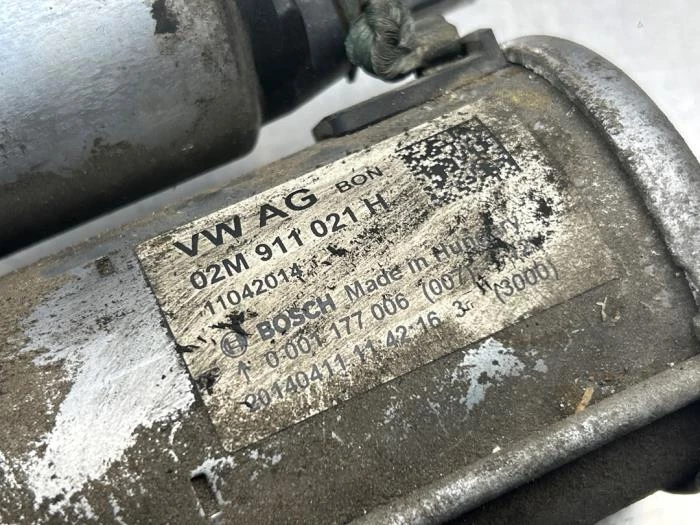 VW AG BON
02M 911 021 H
11042014
BOSCH Made in Hungary
↑ 0 001 177 006 (007)
20140411 11:42:16 (3000)